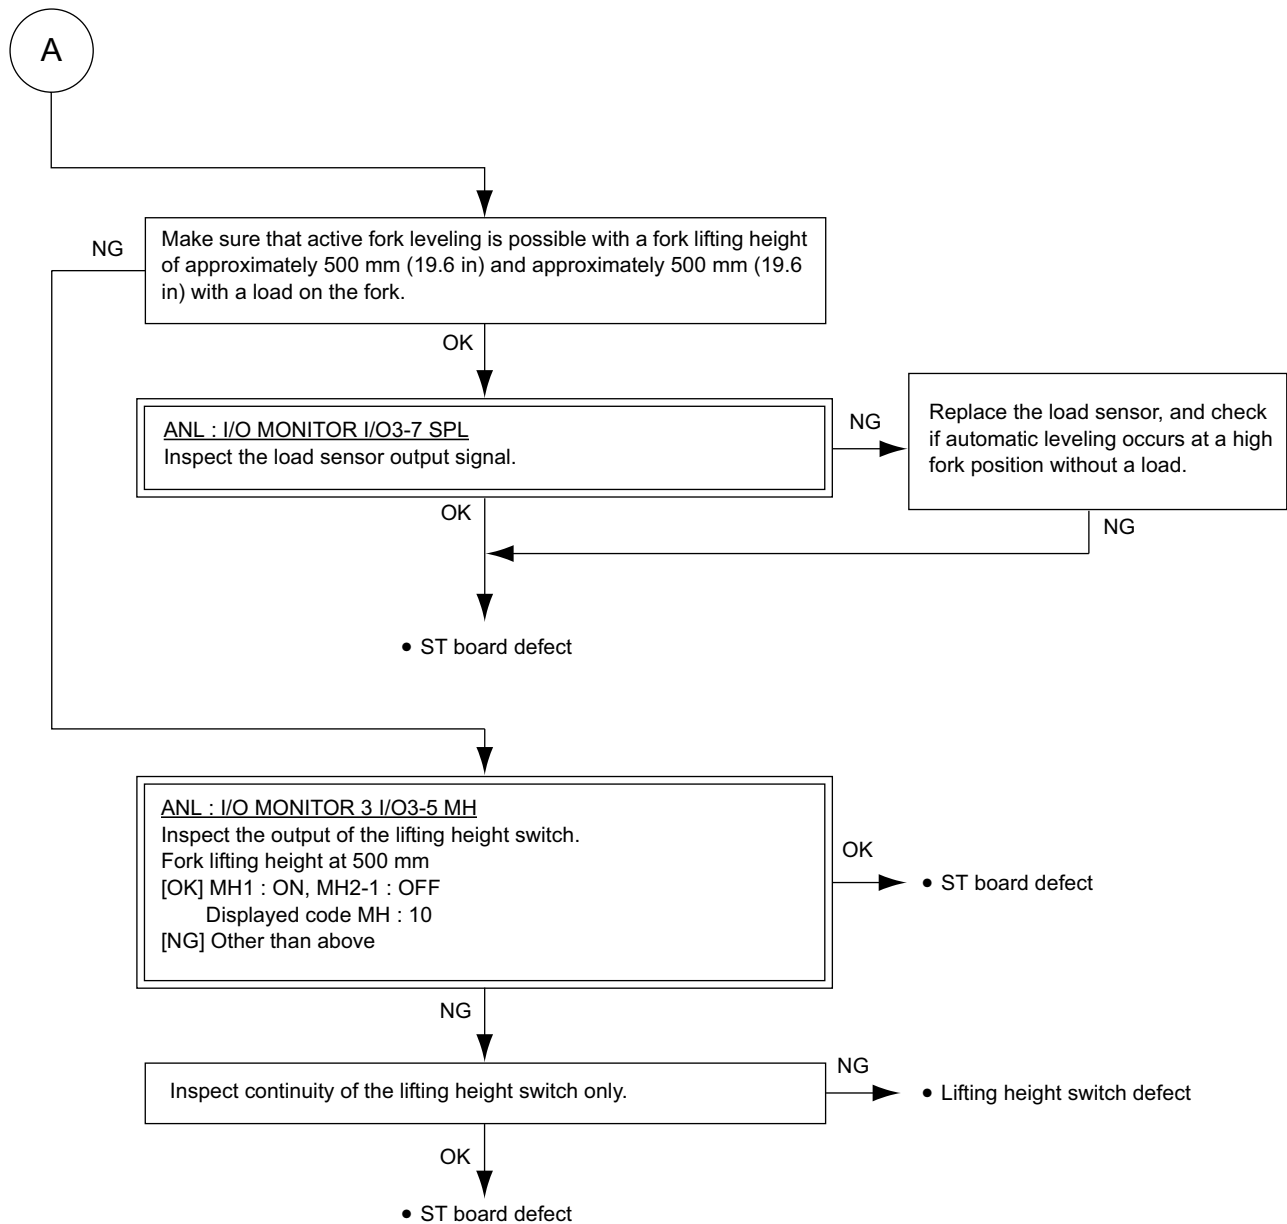 A
NG
Make sure that active fork leveling is possible with a fork lifting height
of approximately 500 mm (19.6 in) and approximately 500 mm (19.6
in) with a load on the fork.
OK
ANL : I/O MONITOR I/O3-7 SPL
Inspect the load sensor output signal.
NG
Replace the load sensor, and check
if automatic leveling occurs at a high
fork position without a load.
OK
NG
• ST board defect
ANL : I/O MONITOR 3 I/O3-5 MH
Inspect the output of the lifting height switch.
Fork lifting height at 500 mm
[OK] MH1 : ON, MH2-1 : OFF
Displayed code MH : 10
[NG] Other than above
OK
• ST board defect
NG
Inspect continuity of the lifting height switch only.
NG
• Lifting height switch defect
OK
• ST board defect